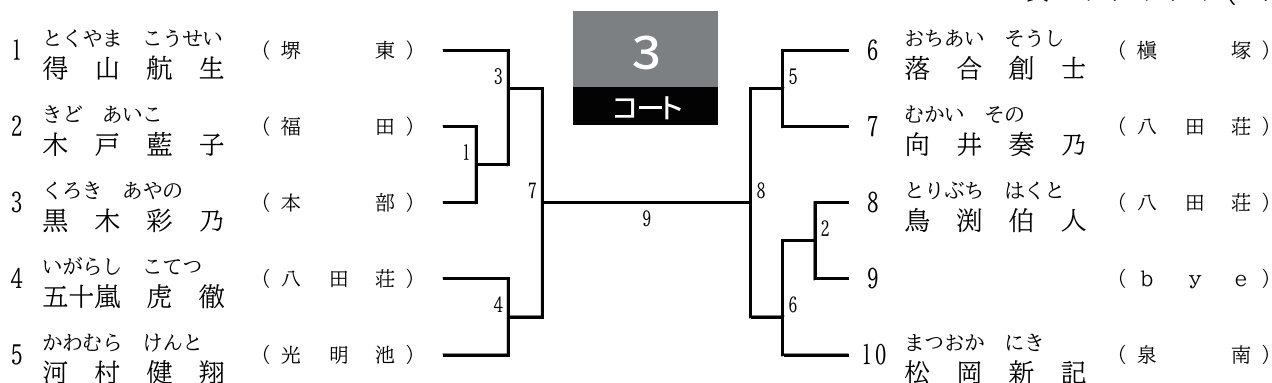 3
コート
1 とくやま こうせい
得山航生 (堺東)
2 きど あいこ
木戸藍子 (福田)
3 くろき あやの
黒木彩乃 (本部)
4 いがらし こてつ
五十嵐虎徹 (八田荘)
5 かわむら けんと
河村健翔 (光明池)
3
1
7
4
9
6 おちあい そうし
落合創士 (槇塚)
7 むかい その
向井奏乃 (八田荘)
8 とりぶち はくと
鳥渕伯人 (八田荘)
9 (bye)
10 まつおか にき
松岡新記 (泉南)
5
8
2
6